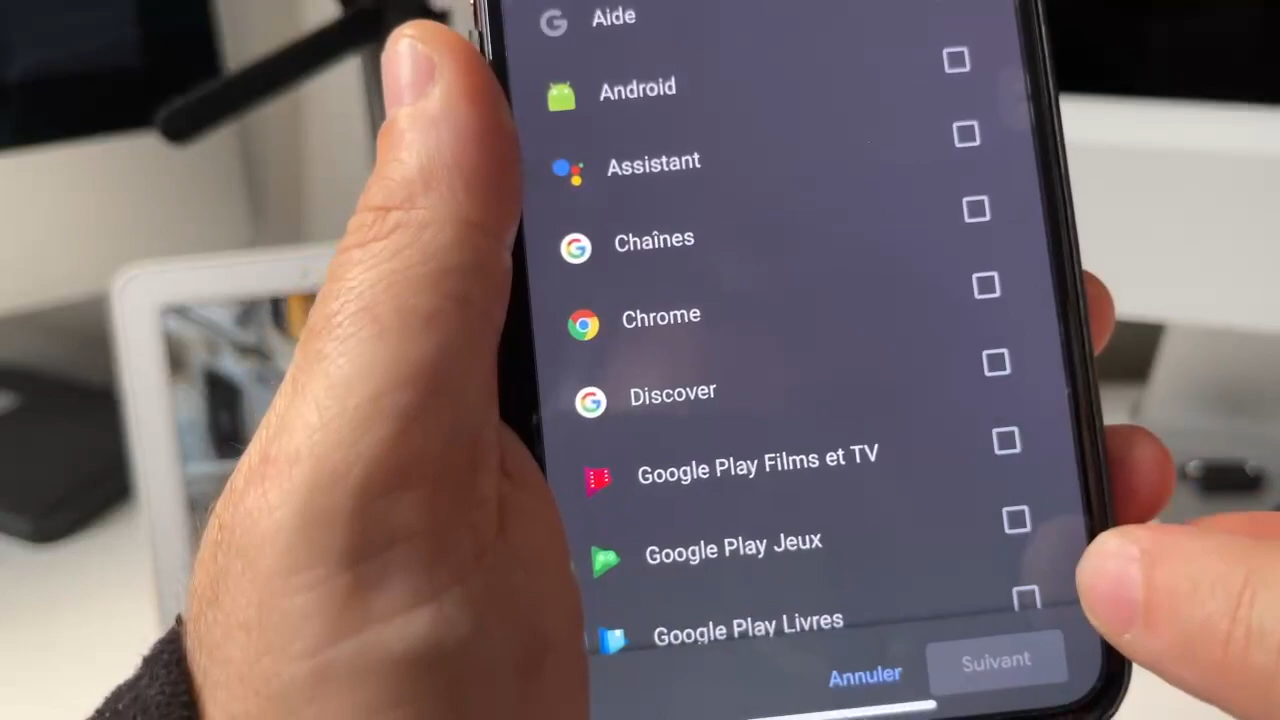 Aide
Android
Assistant
Chaînes
Chrome
Discover
Google Play Films et TV
Google Play Jeux
Google Play Livres
Annuler
Suivant